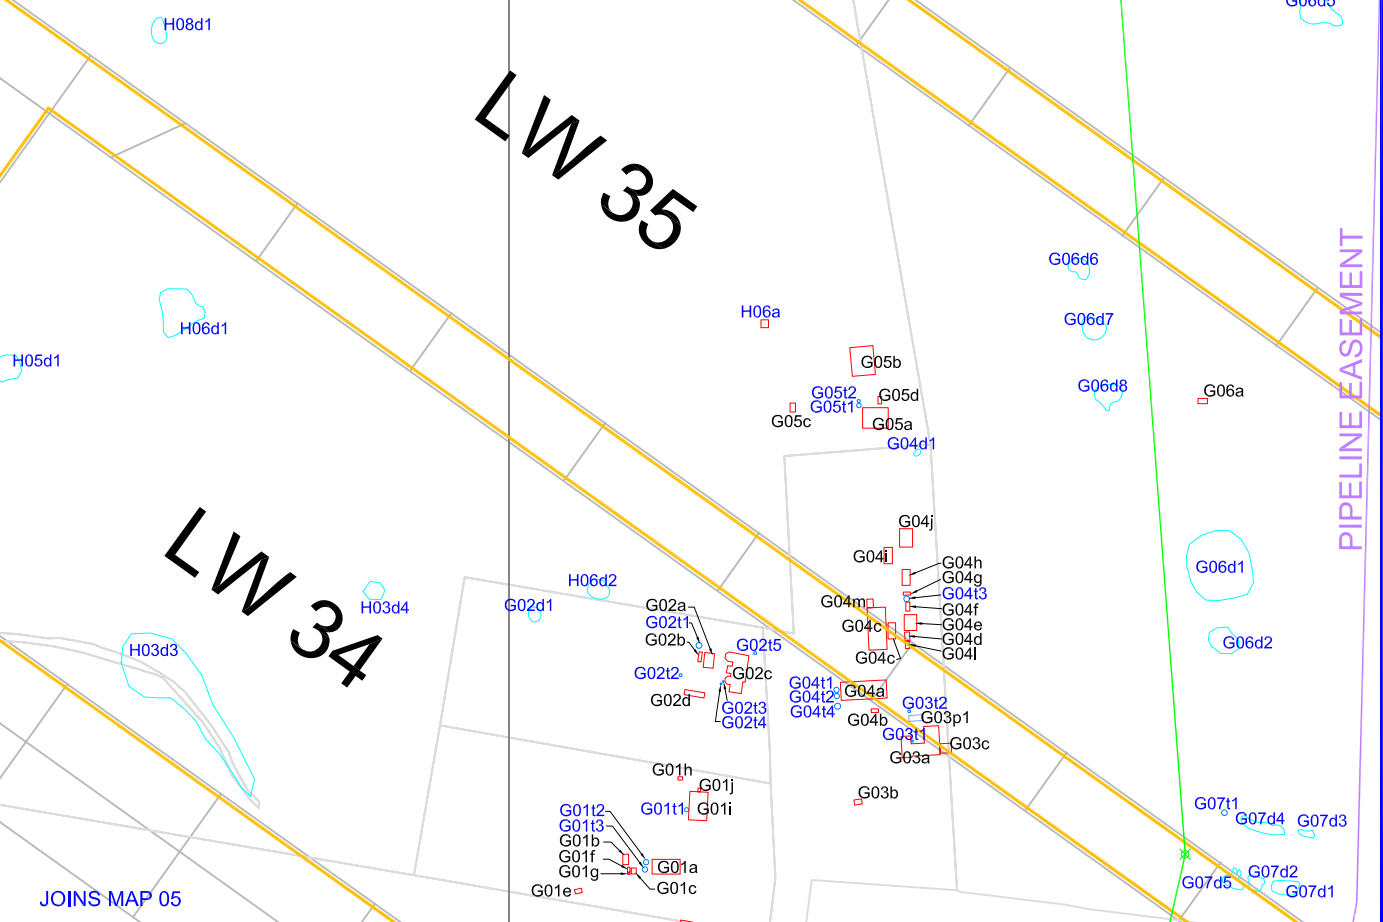 G06d5
H08d1
LW 35
PIPELINE EASEMENT
G06d6
H06a
G06d7
H06d1
H05d1
G05b
G06d8
G06a
G05t2
G05d
G05t1
G05c
G05a
G04d1
LW 34
G04j
G04i
G04h
G04g
G04t3
G04f
G04e
G04d
G04l
G04m
G04c
G04c
G06d1
G06d2
H06d2
G02d1
H03d4
H03d3
G02a
G02t1
G02b
G02t5
G02t2
G02c
G02d
G02t3
G02t4
G04t1
G04t2
G04t4
G04a
G04b
G03t2
G03p1
G03t1
G03c
G03a
G03b
G01h
G01j
G01t1
G01i
G01t2
G01t3
G01b
G01f
G01g
G01a
G01c
G01e
G07t1
G07d4
G07d3
G07d2
G07d5
G07d1
JOINS MAP 05